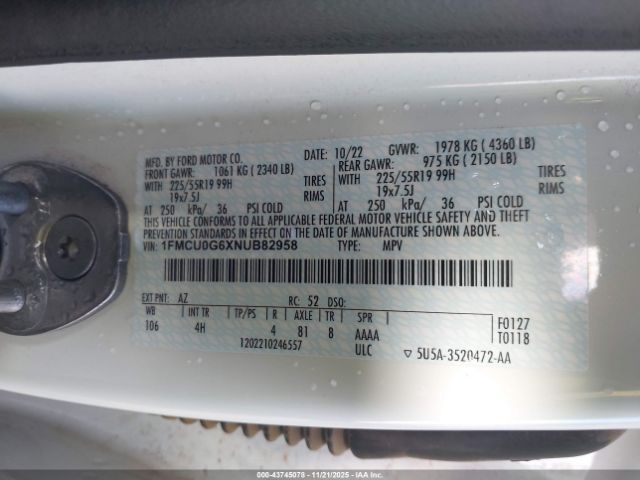 MFD. BY FORD MOTOR CO. DATE: 10/22 GVWR: 1978 KG ( 4360 LB)
FRONT GAWR: 1061 KG ( 2340 LB) REAR GAWR: 975 KG ( 2150 LB)
WITH 225/55R19 99H TIRES WITH 225/55R19 99H TIRES
19x7.5J RIMS 19x7.5J RIMS
AT 250 kPa/ 36 PSI COLD AT 250 kPa/ 36 PSI COLD
THIS VEHICLE CONFORMS TO ALL APPLICABLE FEDERAL MOTOR VEHICLE SAFETY AND THEFT
PREVENTION STANDARDS IN EFFECT ON THE DATE OF MANUFACTURE SHOWN ABOVE.
VIN: 1FMCU0G6XNUB82958 TYPE: MPV
EXT PNT: AZ RC: 52 DSO:
WB INT TR TP/PS R AXLE TR SPR
106 4H 4 81 8 AAAA
F0127
T0118
1202210246557 ULC ▽ 5U5A-3520472-AA
000-43745078 - 11/21/2025 - IAAI.COM